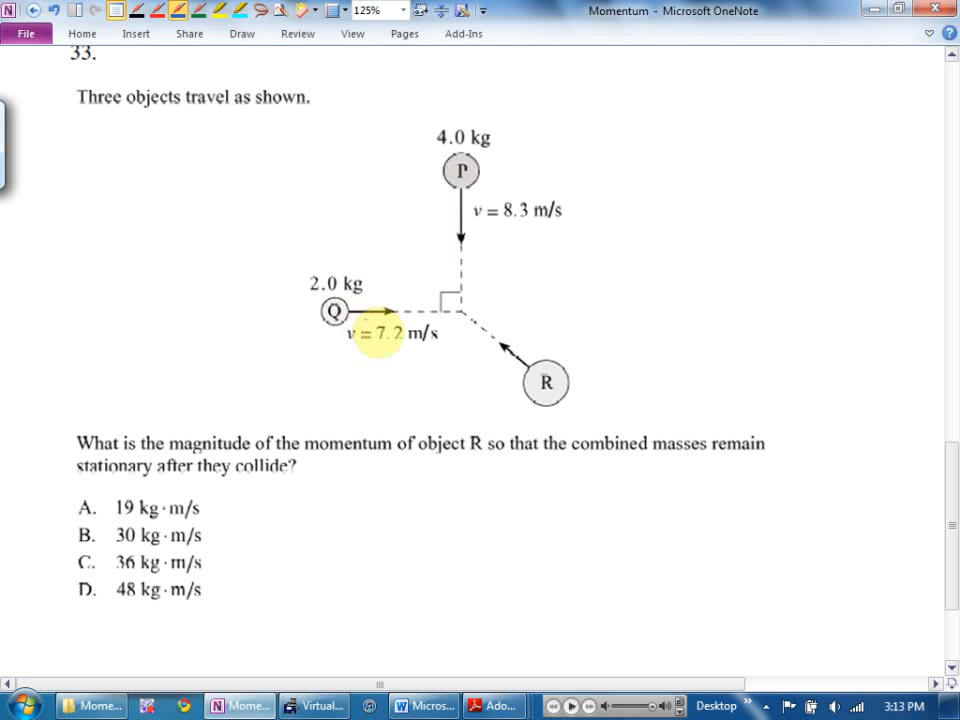 Momentum - Microsoft OneNote
125%
File Home Insert Share Draw Review View Pages Add-Ins
33.
Three objects travel as shown.
4.0 kg
P
v = 8.3 m/s
2.0 kg
Q
v = 7.2 m/s
R
What is the magnitude of the momentum of object R so that the combined masses remain
stationary after they collide?
A. 19 kg·m/s
B. 30 kg·m/s
C. 36 kg·m/s
D. 48 kg·m/s
Mome... Mome... Virtual... Micros... Ado... Desktop 3:13 PM